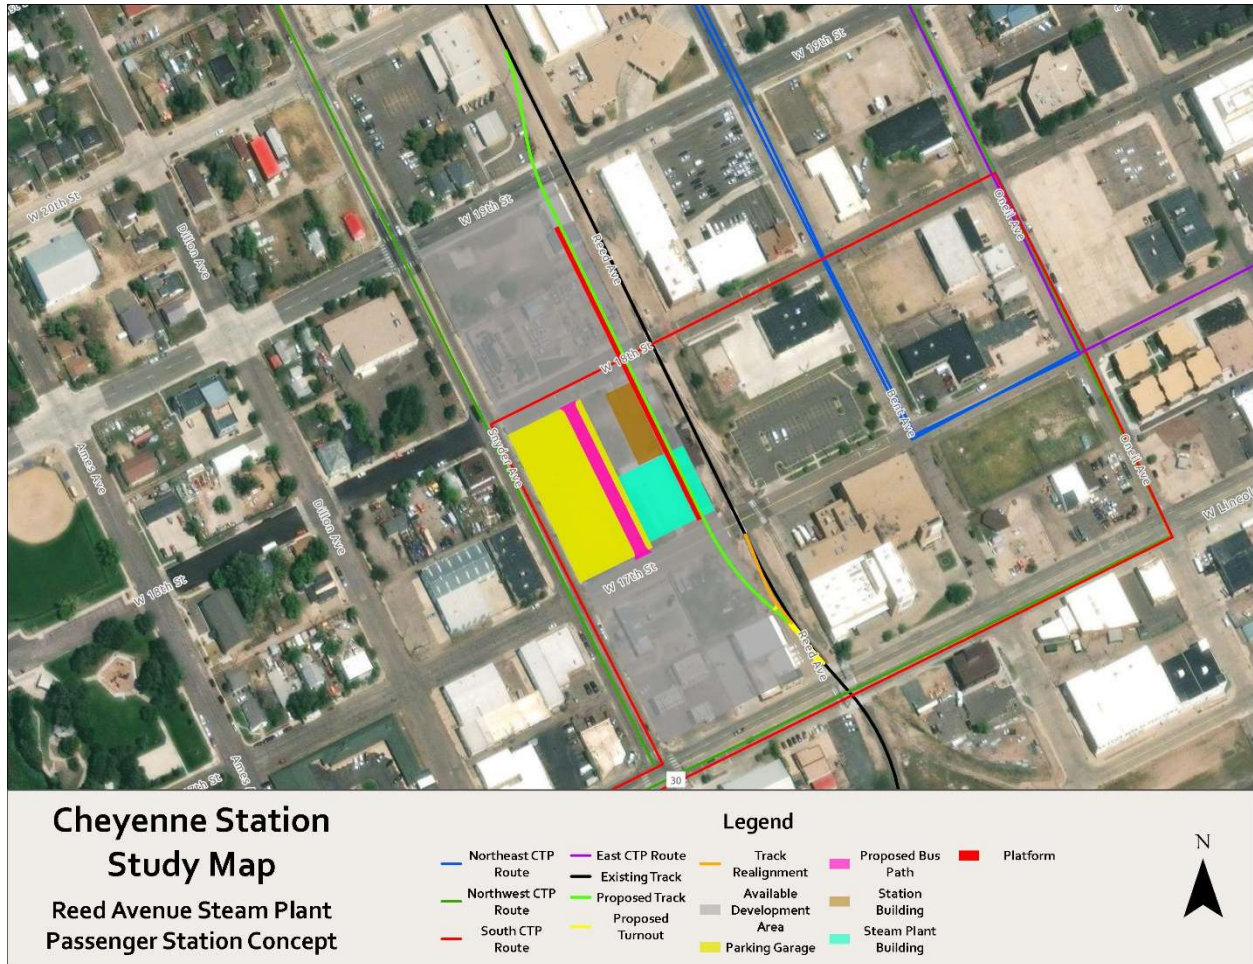 W 19th St
W 20th St
Dillon Ave
W 19th St
Reed Ave
Oneil Ave
W 18th St
Bent Ave
Snyder Ave
Ames Ave
Dillon Ave
Oneil Ave
W Lincol
W 18th St
W 17th St
Reed Ave
Ames Ave
7th St
30
Cheyenne Station
Study Map
Reed Avenue Steam Plant
Passenger Station Concept
Legend
Northeast CTP
Route
Northwest CTP
Route
South CTP
Route
East CTP Route
Existing Track
Proposed Track
Proposed
Turnout
Track
Realignment
Available
Development
Area
Parking Garage
Proposed Bus
Path
Station
Building
Steam Plant
Building
Platform
N